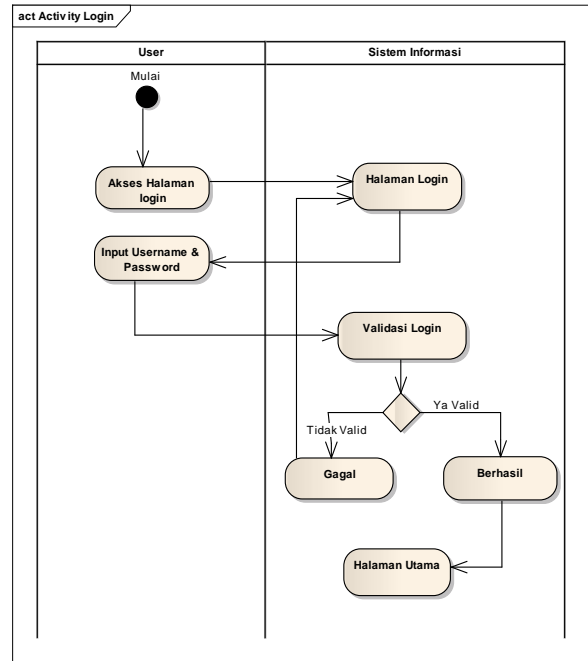 act Activity Login
User
Sistem Informasi
Mulai
Akses Halaman
login
Halaman Login
Input Username &
Password
Validasi Login
Ya Valid
Tidak Valid
Gagal
Berhasil
Halaman Utama